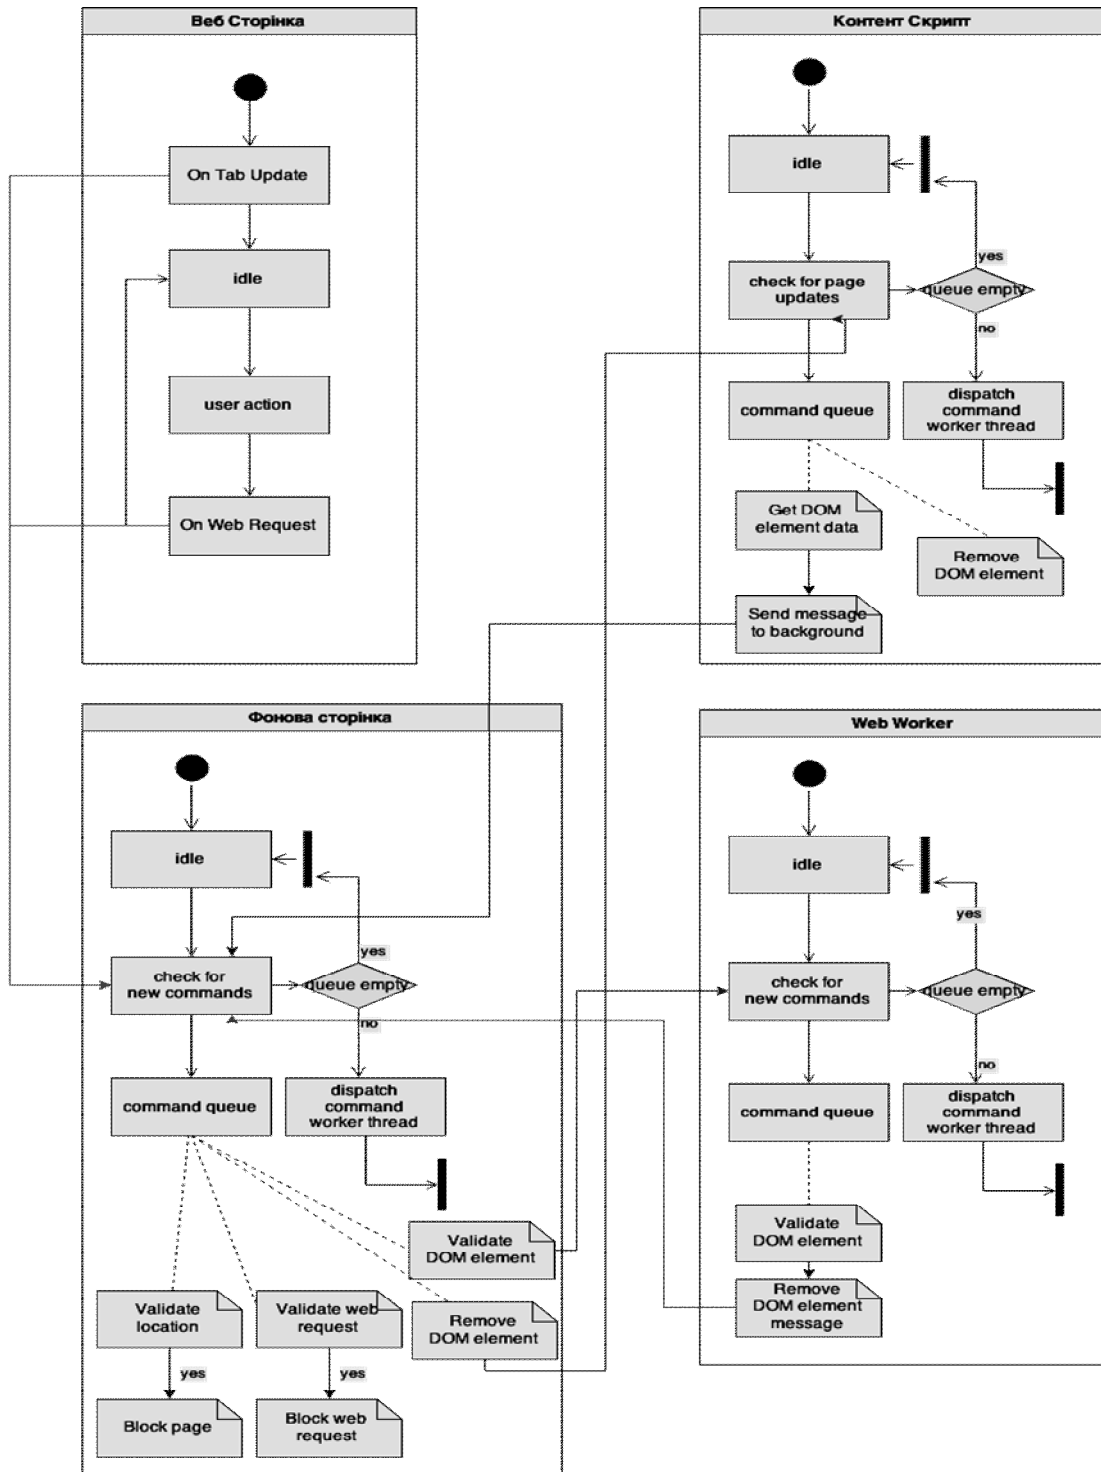 Веб Сторінка
On Tab Update
idle
user action
On Web Request
Контент Скрипт
idle
yes
check for page
updates
queue empty
no
command queue
dispatch
command
worker thread
Get DOM
element data
Remove
DOM element
Send message
to background
Фонова сторінка
idle
yes
check for
new commands
queue empty
no
command queue
dispatch
command
worker thread
Validate
DOM element
Validate
location
Validate web
request
Remove
DOM element
yes
yes
Block page
Block web
request
Web Worker
idle
yes
check for
new commands
queue empty
no
command queue
dispatch
command
worker thread
Validate
DOM element
Remove
DOM element
message